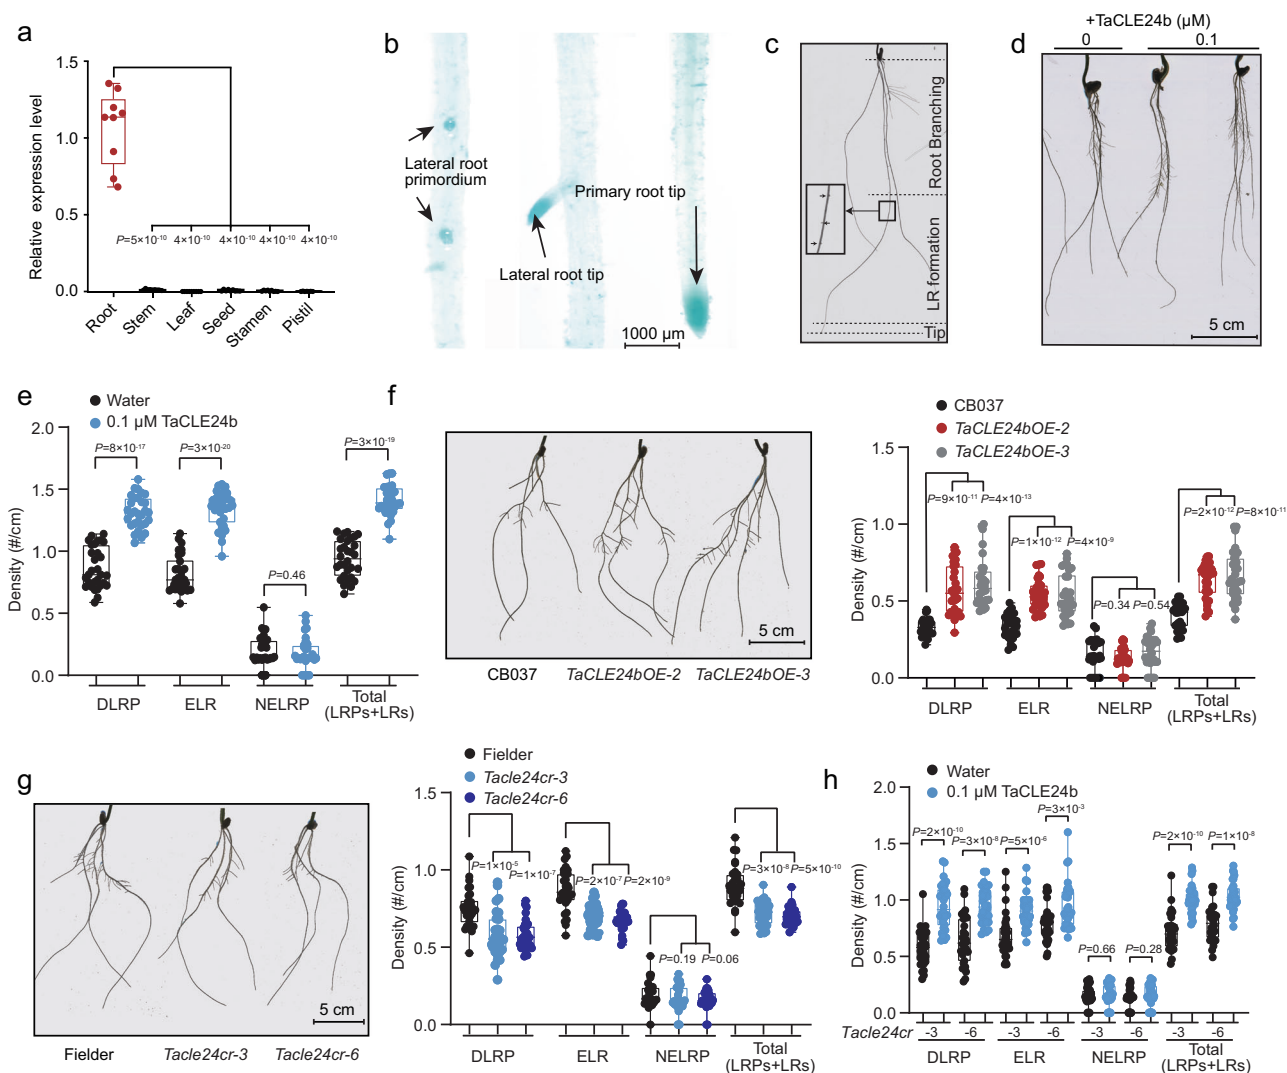 a
Relative expression level
1.5
1.0
0.5
0.0
P=5×10-10
4×10-10
4×10-10
4×10-10
4×10-10
Root
Stem
Leaf
Seed
Stamen
Pistil
b
Lateral root
primordium
Primary root tip
Lateral root tip
1000 µm
c
Root Branching
LR formation
Tip
d
+TaCLE24b (µM)
0
0.1
5 cm
e
Water
0.1 µM TaCLE24b
Density (#/cm)
2.0
1.5
1.0
0.5
0.0
P=8×10-17
P=3×10-20
P=0.46
P=3×10-19
DLRP
ELR
NELRP
Total
(LRPs+LRs)
f
5 cm
CB037
TaCLE24bOE-2
TaCLE24bOE-3
CB037
TaCLE24bOE-2
TaCLE24bOE-3
Density (#/cm)
1.5
1.0
0.5
0.0
P=9×10-11
P=4×10-13
P=1×10-12
P=4×10-9
P=0.34
P=0.54
P=2×10-12
P=8×10-11
DLRP
ELR
NELRP
Total
(LRPs+LRs)
g
5 cm
Fielder
Tacle24cr-3
Tacle24cr-6
Fielder
Tacle24cr-3
Tacle24cr-6
Density (#/cm)
1.5
1.0
0.5
0.0
P=1×10-5
P=1×10-7
P=2×10-7
P=2×10-9
P=0.19
P=0.06
P=3×10-8
P=5×10-10
DLRP
ELR
NELRP
Total
(LRPs+LRs)
h
Water
0.1 µM TaCLE24b
Density (#/cm)
2.0
1.5
1.0
0.5
0.0
P=2×10-10
P=3×10-8
P=5×10-6
P=3×10-3
P=0.66
P=0.28
P=2×10-10
P=1×10-8
Tacle24cr
-3
-6
-3
-6
-3
-6
-3
-6
DLRP
ELR
NELRP
Total
(LRPs+LRs)